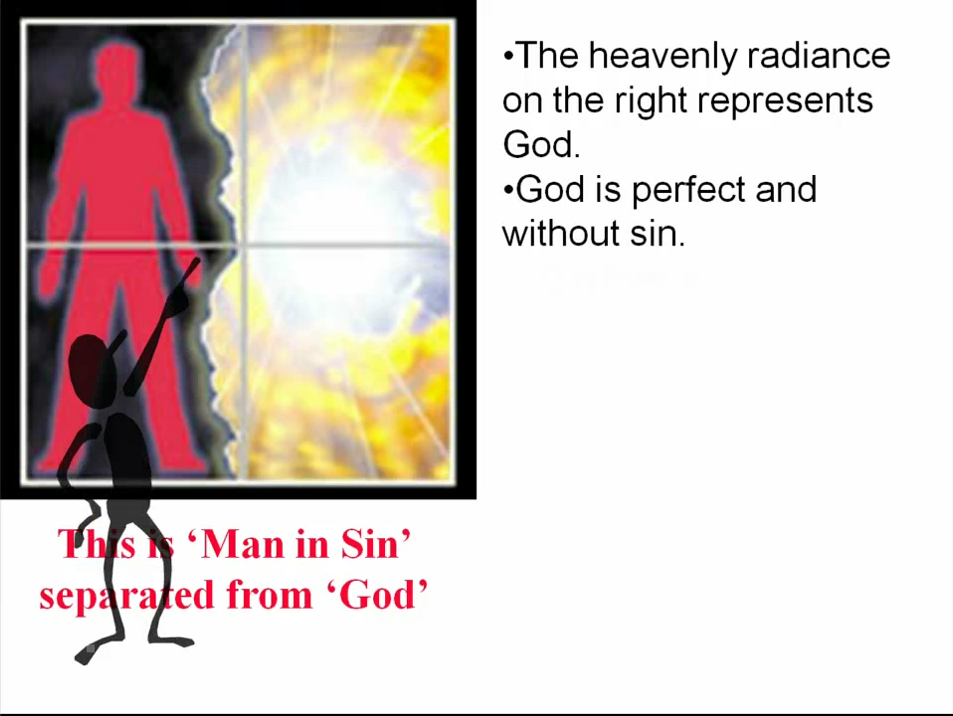 •The heavenly radiance
on the right represents
God.
•God is perfect and
without sin.
This is ‘Man in Sin’
separated from ‘God’